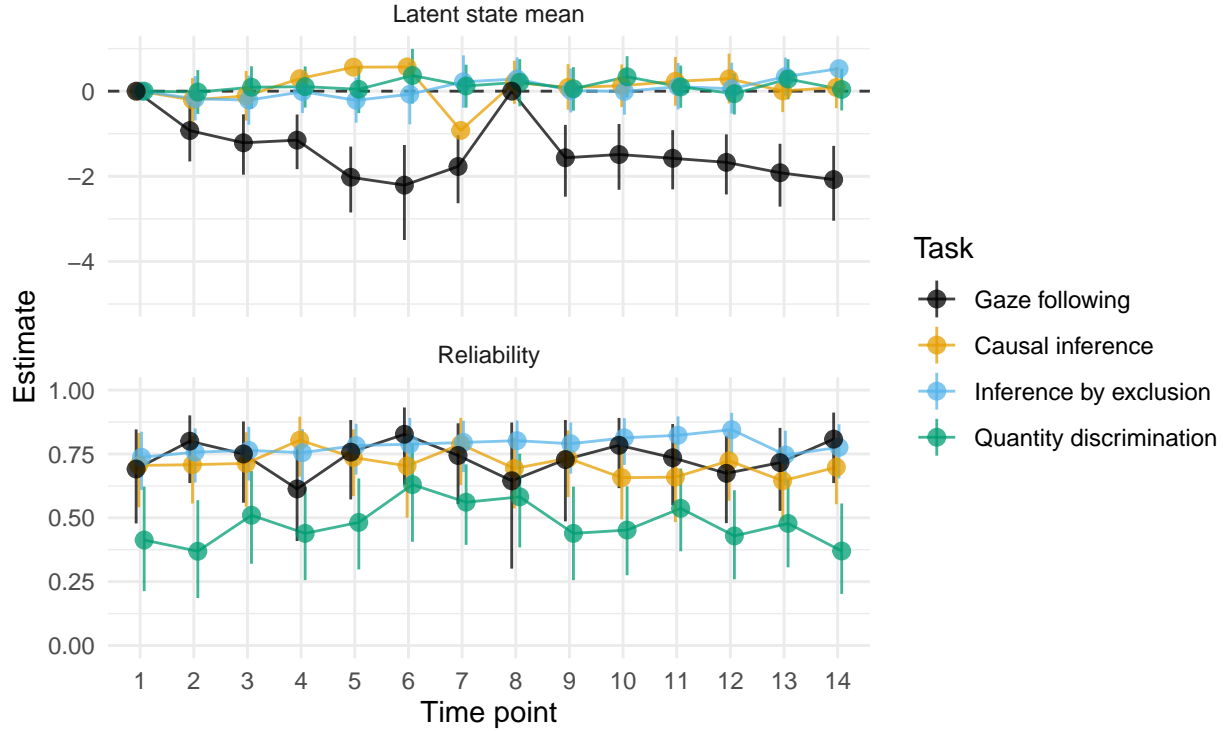 Latent state mean
0
−2
−4
Reliability
1.00
0.75
0.50
0.25
0.00
1 2 3 4 5 6 7 8 9 10 11 12 13 14
Time point
Estimate
Task
Gaze following
Causal inference
Inference by exclusion
Quantity discrimination